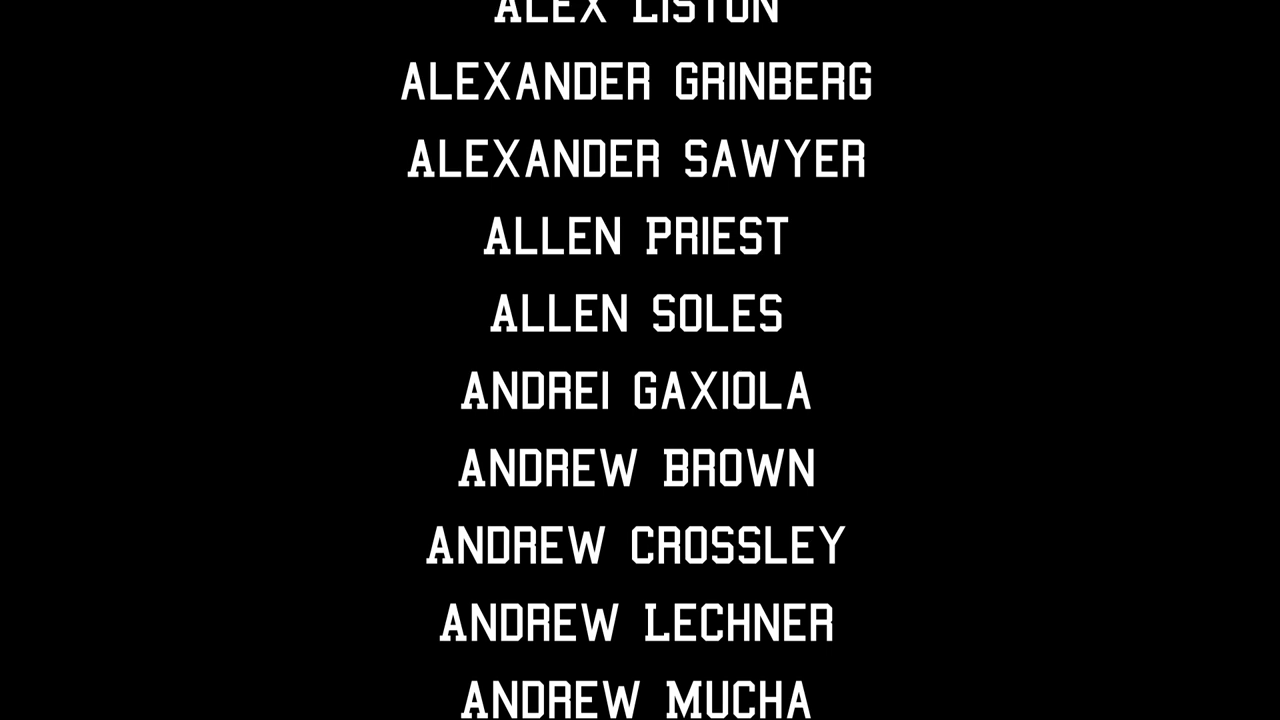 ALEX LISTON
ALEXANDER GRINBERG
ALEXANDER SAWYER
ALLEN PRIEST
ALLEN SOLES
ANDREI GAXIOLA
ANDREW BROWN
ANDREW CROSSLEY
ANDREW LECHNER
ANDREW MUCHA